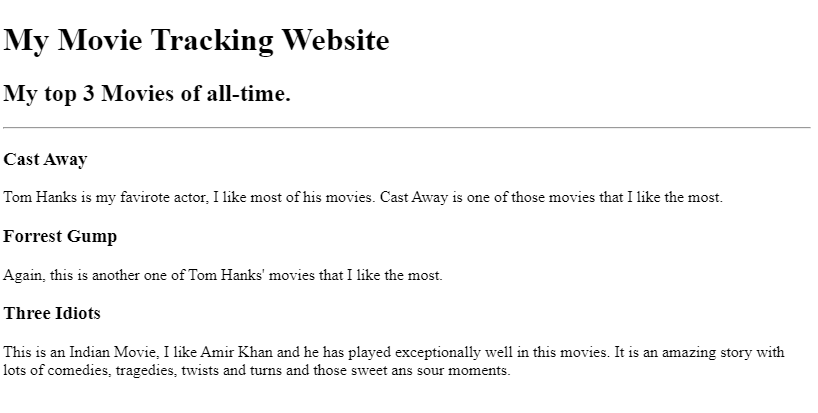 My Movie Tracking Website
My top 3 Movies of all-time.
Cast Away
Tom Hanks is my favirote actor, I like most of his movies. Cast Away is one of those movies that I like the most.
Forrest Gump
Again, this is another one of Tom Hanks' movies that I like the most.
Three Idiots
This is an Indian Movie, I like Amir Khan and he has played exceptionally well in this movies. It is an amazing story with
lots of comedies, tragedies, twists and turns and those sweet ans sour moments.